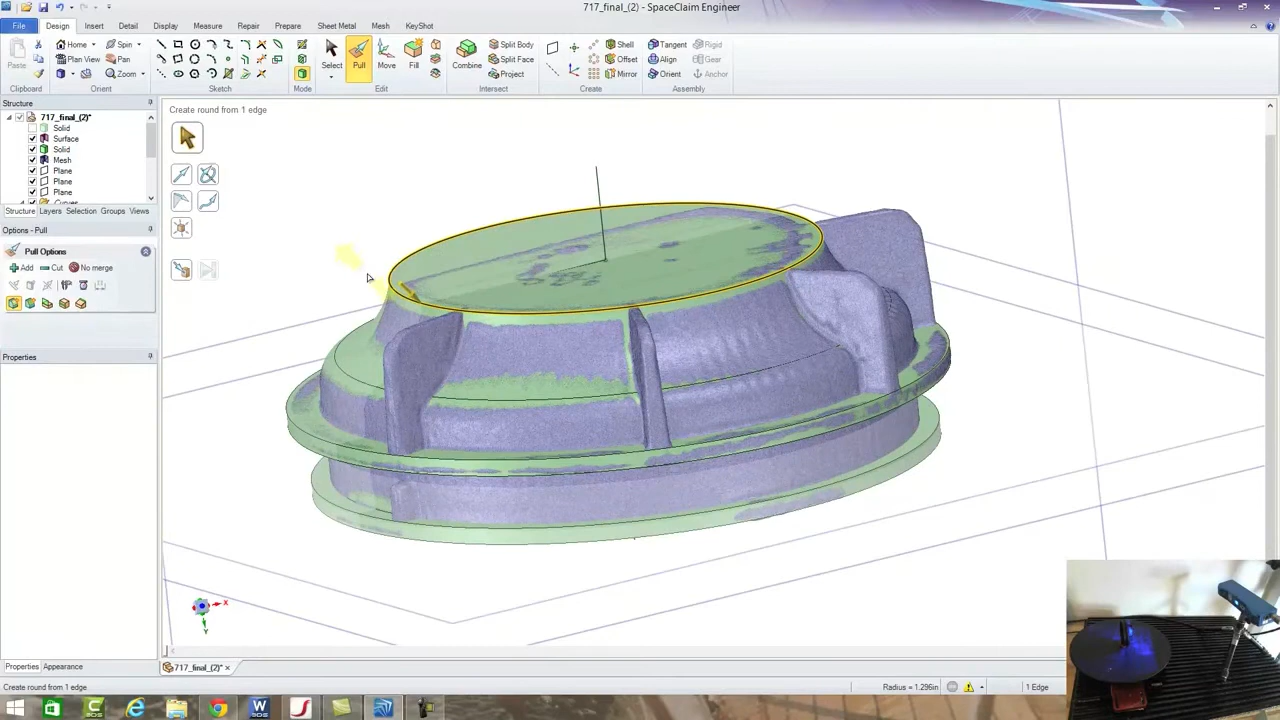 717_final_(2) - SpaceClaim Engineer
File Design Insert Detail Display Measure Repair Prepare Sheet Metal Mesh KeyShot
Paste
Clipboard
Home Spin
Plan View Pan
Zoom
Orient
Sketch
Mode
Select
Pull
Move
Fill
Edit
Combine
Split Body
Split Face
Project
Intersect
Shell
Offset
Mirror
Create
Tangent Rigid
Align Gear
Orient Anchor
Assembly
Structure
717_final_(2)*
Solid
Surface
Solid
Mesh
Plane
Plane
Plane
Curves
Structure Layers Selection Groups Views
Options - Pull
Pull Options
Add Cut No merge
Properties
Create round from 1 edge
X
Y
Properties Appearance
717_final_(2)*
Create round from 1 edge
Radius = 1.296in
1 Edge